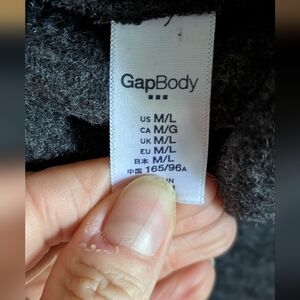 GapBody
US M/L
CA M/G
UK M/L
EU M/L
日本 M/L
中国 165/96A